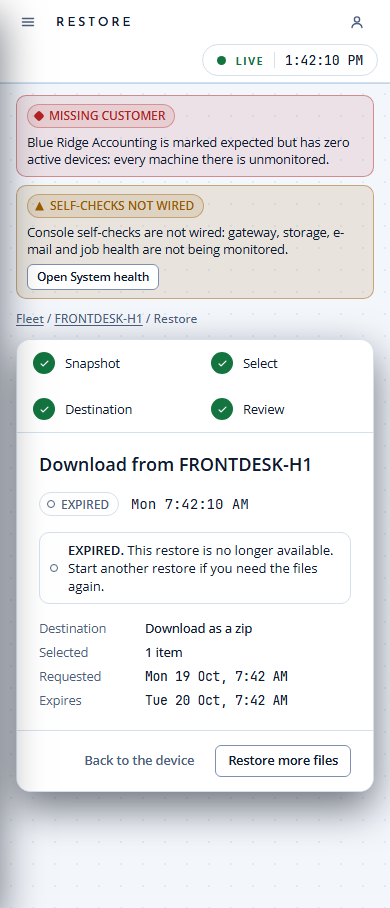 RESTORE
LIVE 1:42:10 PM
MISSING CUSTOMER
Blue Ridge Accounting is marked expected but has zero
active devices: every machine there is unmonitored.
SELF-CHECKS NOT WIRED
Console self-checks are not wired: gateway, storage, e-
mail and job health are not being monitored.
Open System health
Fleet / FRONTDESK-H1 / Restore
Snapshot
Select
Destination
Review
Download from FRONTDESK-H1
EXPIRED Mon 7:42:10 AM
EXPIRED. This restore is no longer available.
Start another restore if you need the files
again.
Destination Download as a zip
Selected 1 item
Requested Mon 19 Oct, 7:42 AM
Expires Tue 20 Oct, 7:42 AM
Back to the device
Restore more files